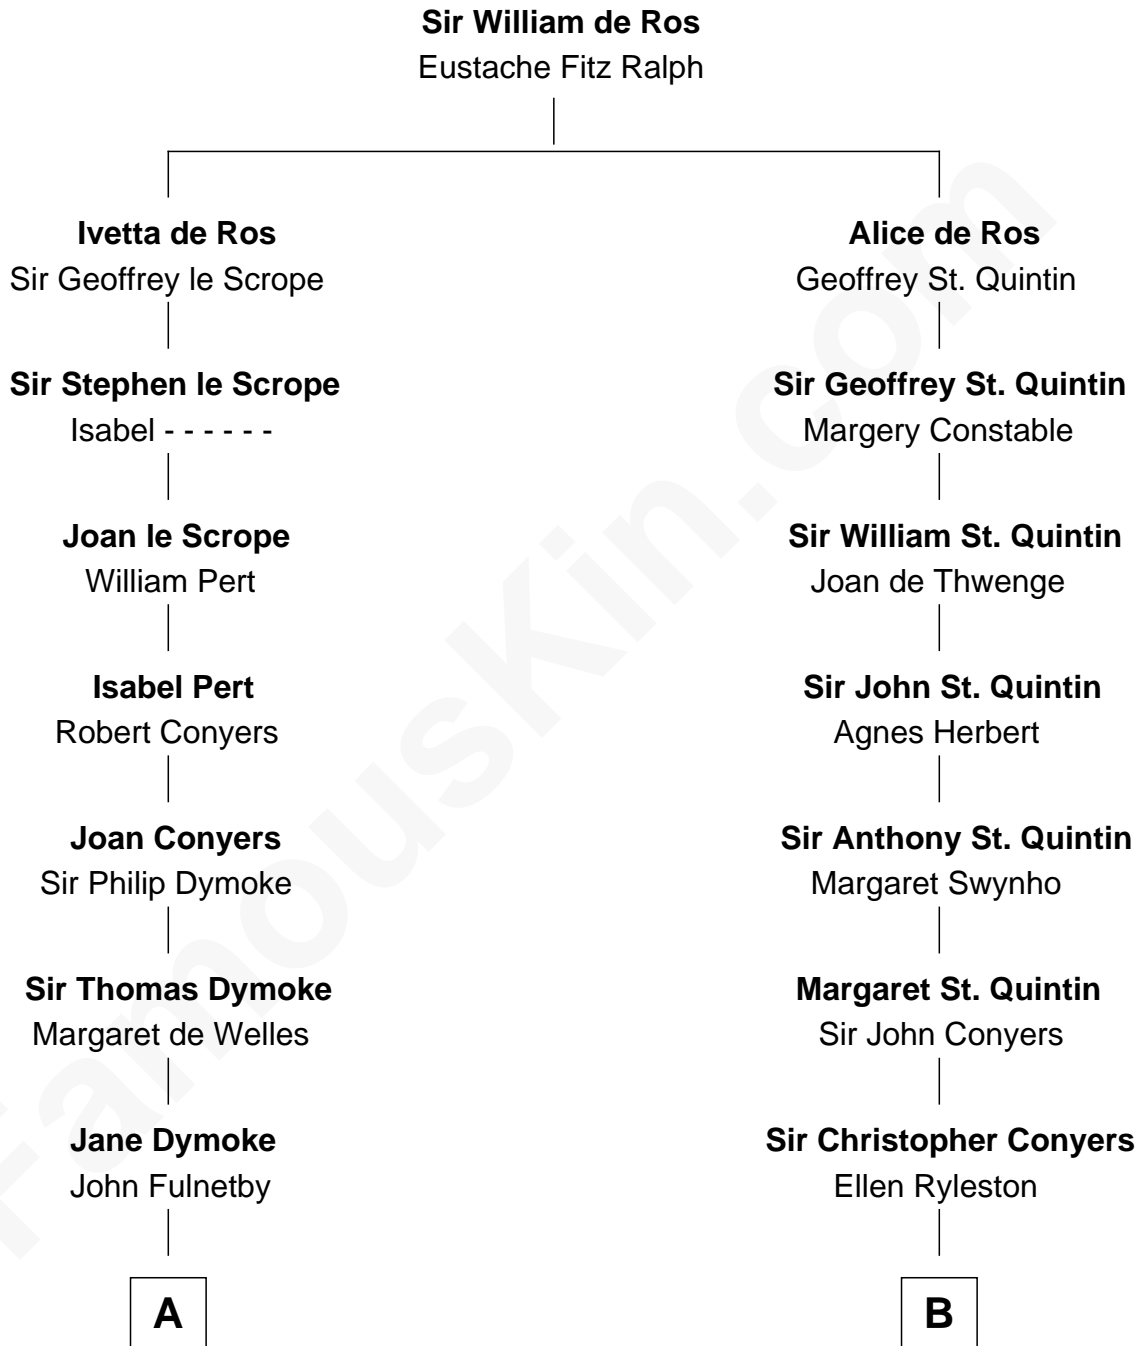 Sir William de Ros
Eustache Fitz Ralph
Ivetta de Ros
Sir Geoffrey le Scrope
Alice de Ros
Geoffrey St. Quintin
Sir Stephen le Scrope
Isabel - - - - - -
Sir Geoffrey St. Quintin
Margery Constable
Joan le Scrope
William Pert
Sir William St. Quintin
Joan de Thwenge
Isabel Pert
Robert Conyers
Sir John St. Quintin
Agnes Herbert
Joan Conyers
Sir Philip Dymoke
Sir Anthony St. Quintin
Margaret Swynho
Sir Thomas Dymoke
Margaret de Welles
Margaret St. Quintin
Sir John Conyers
Jane Dymoke
John Fulnetby
Sir Christopher Conyers
Ellen Ryleston
A
B
FamousKin.com